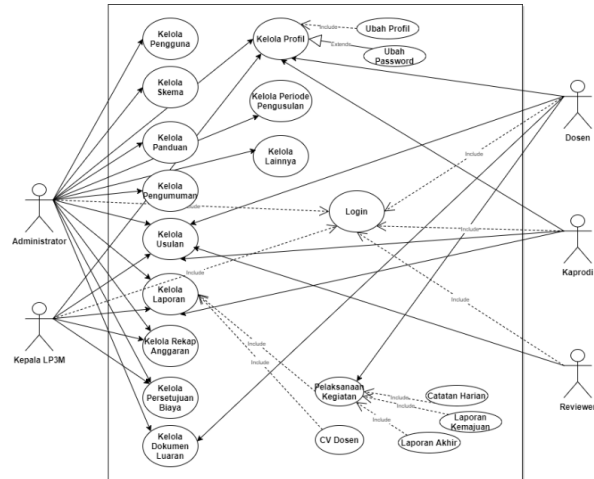 Kelola
Pengguna
Kelola Profil
Include
Ubah Profil
Extends
Ubah
Password
Kelola
Skema
Kelola Periode
Pengusulan
Dosen
Kelola
Panduan
Kelola
Lainnya
Include
Kelola
Pengumuman
Include
Login
Administrator
Kelola
Usulan
Include
Kaprodi
Include
Kelola
Laporan
Include
Kepala LP3M
Include
Include
Kelola Rekap
Anggaran
Kelola
Persetujuan
Biaya
Pelaksanaan
Kegiatan
Include
Catatan Harian
Include
Laporan
Kemajuan
Reviewer
Include
Kelola
Dokumen
Luaran
CV Dosen
Laporan Akhir